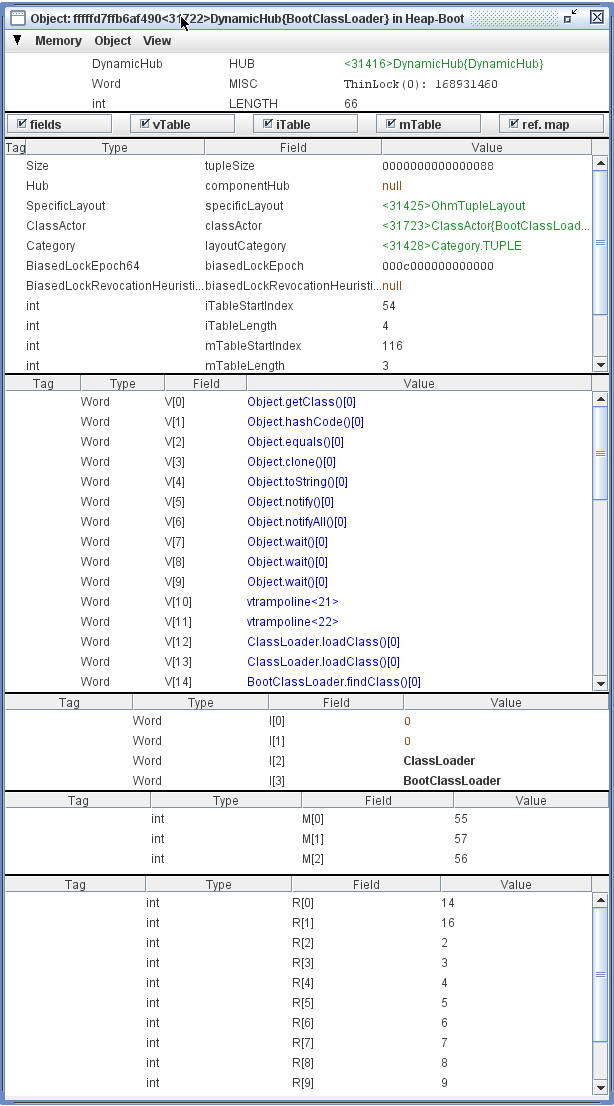 Object: fffffd7ffb6af490<31722>DynamicHub{BootClassLoader} in Heap-Boot
▼ Memory Object View
DynamicHub HUB <31416>DynamicHub{DynamicHub}
Word MISC ThinLock(0): 168931460
int LENGTH 66
fields vTable iTable mTable ref. map
Tag Type Field Value
Size tupleSize 0000000000000088
Hub componentHub null
SpecificLayout specificLayout <31425>OhmTupleLayout
ClassActor classActor <31723>ClassActor{BootClassLoad...
Category layoutCategory <31428>Category.TUPLE
BiasedLockEpoch64 biasedLockEpoch 000c000000000000
BiasedLockRevocationHeuristi... biasedLockRevocationHeuristi... null
int iTableStartIndex 54
int iTableLength 4
int mTableStartIndex 116
int mTableLength 3
Tag Type Field Value
Word V[0] Object.getClass()[0]
Word V[1] Object.hashCode()[0]
Word V[2] Object.equals()[0]
Word V[3] Object.clone()[0]
Word V[4] Object.toString()[0]
Word V[5] Object.notify()[0]
Word V[6] Object.notifyAll()[0]
Word V[7] Object.wait()[0]
Word V[8] Object.wait()[0]
Word V[9] Object.wait()[0]
Word V[10] vtrampoline<21>
Word V[11] vtrampoline<22>
Word V[12] ClassLoader.loadClass()[0]
Word V[13] ClassLoader.loadClass()[0]
Word V[14] BootClassLoader.findClass()[0]
Tag Type Field Value
Word I[0] 0
Word I[1] 0
Word I[2] ClassLoader
Word I[3] BootClassLoader
Tag Type Field Value
int M[0] 55
int M[1] 57
int M[2] 56
Tag Type Field Value
int R[0] 14
int R[1] 16
int R[2] 2
int R[3] 3
int R[4] 4
int R[5] 5
int R[6] 6
int R[7] 7
int R[8] 8
int R[9] 9